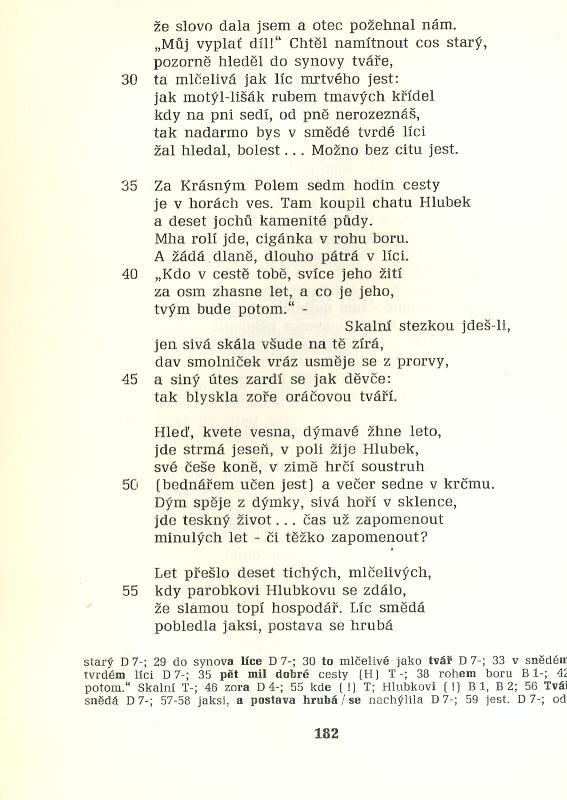 že slovo dala jsem a otec požehnal nám.
„Můj vyplať díl!“ Chtěl namítnout cos starý,
pozorně hleděl do synovy tváře,
30 ta mlčelivá jak líc mrtvého jest:
jak motýl-lišák rubem tmavých křídel
kdy na pni sedí, od pně nerozeznáš,
tak nadarmo bys v smědé tvrdé líci
žal hledal, bolest... Možno bez citu jest.
35 Za Krásným Polem sedm hodin cesty
je v horách ves. Tam koupil chatu Hlubek
a deset jochů kamenité půdy.
Mha rolí jde, cigánka v rohu boru.
A žádá dlaně, dlouho pátrá v líci.
40 „Kdo v cestě tobě, svíce jeho žití
za osm zhasne let, a co je jeho,
tvým bude potom.“ -
Skalní stezkou jdeš-li,
jen sivá skála všude na tě zírá,
dav smolniček vráz usměje se z prorvy,
45 a siný útes zardí se jak děvče:
tak blyskla zoře oráčovou tváří.
Hleď, kvete vesna, dýmavé žhne leto,
jde strmá jeseň, v poli žije Hlubek,
své češe koně, v zimě hrčí soustruh
50 (bednářem učen jest) a večer sedne v krčmu.
Dým spěje z dýmky, sivá hoří v sklence,
jde teskný život... čas už zapomenout
minulých let - či těžko zapomenout?
Let přešlo deset tichých, mlčelivých,
55 kdy parobkovi Hlubkovu se zdálo,
že slamou topí hospodář. Líc smědá
pobledla jaksi, postava se hrubá
starý D 7-; 29 do synova líce D 7-; 30 to mlčelivé jako tvář D 7-; 33 v snědém
tvrdém líci D 7-; 35 pět mil dobré cesty (H) T -; 38 rohem boru B 1-; 42
potom.“ Skalní T-; 46 zora D 4-; 55 kde (!) T; Hlubkovi (!) B 1, B 2; 56 Tvář
snědá D 7-; 57-58 jaksi, a postava hrubá/se nachýlila D 7-; 59 jest. D 7-; od
182